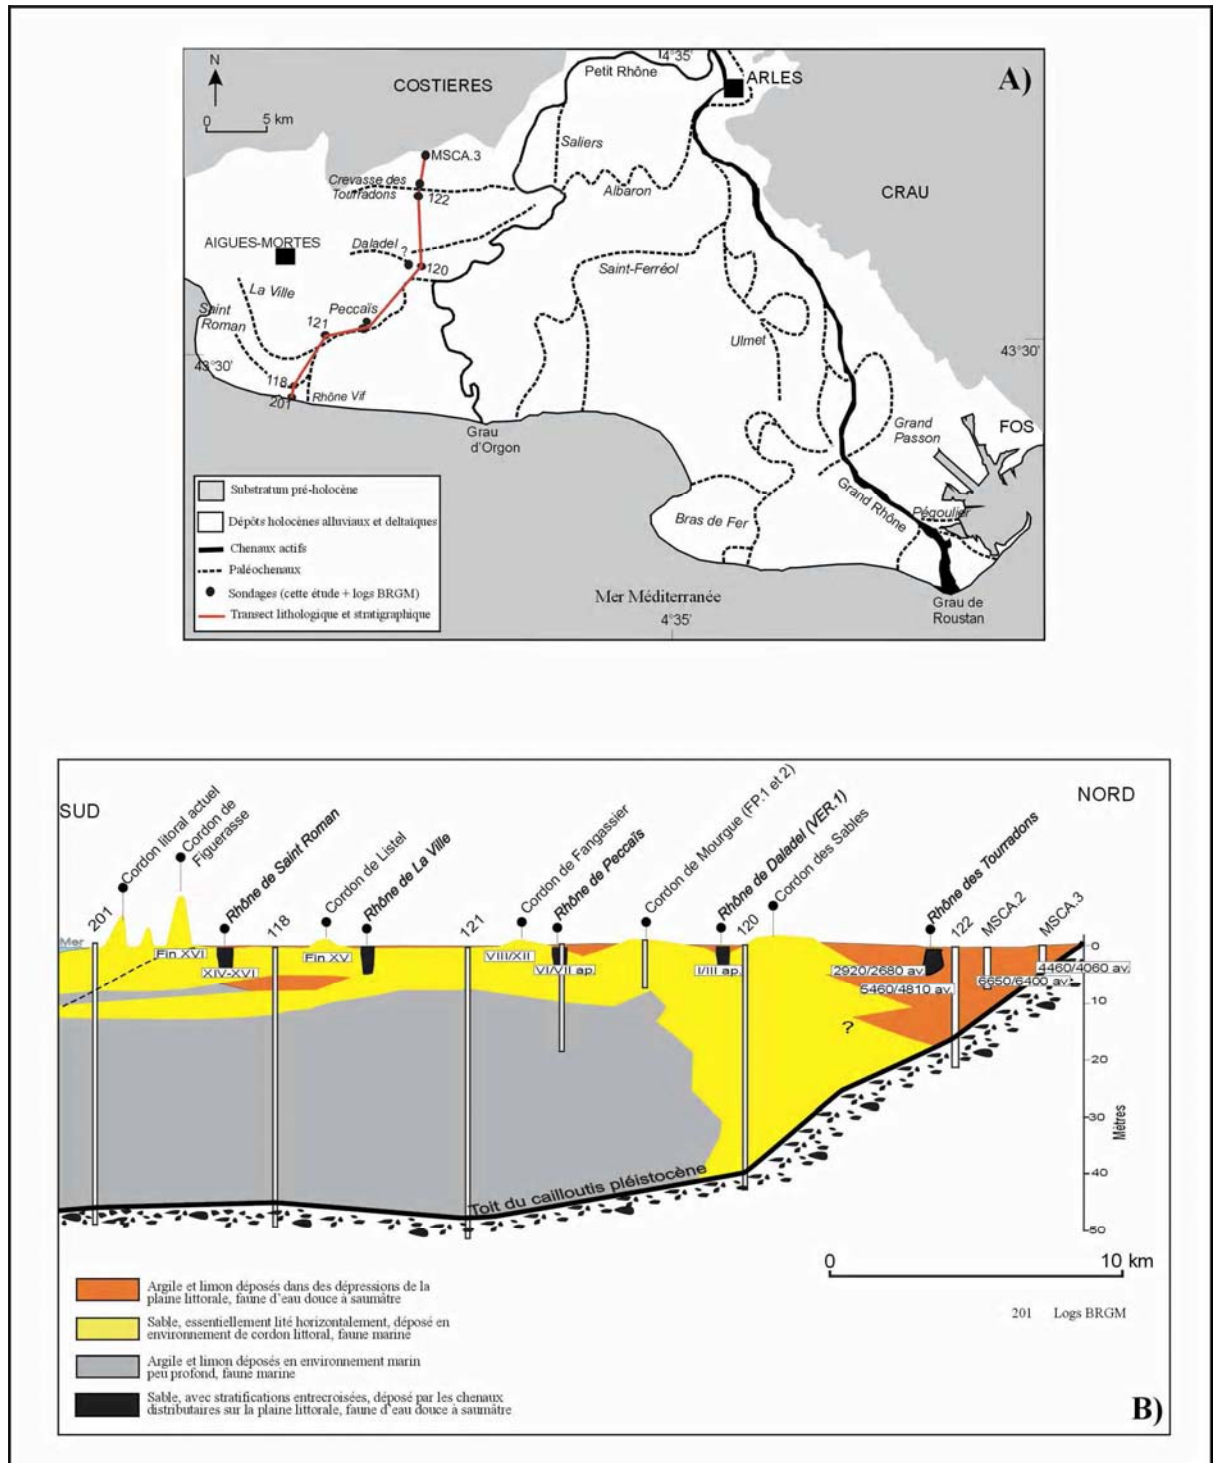 A)
N
0 5 km
COSTIERES
4°35'
Petit Rhône
ARLES
Saliers
MSCA.3
Crevasse des
Tourradons
122
Albaron
CRAU
AIGUES-MORTES
Daladel
?
120
Saint-Ferréol
La Ville
Saint
Roman
Peccaïs
121
Ulmet
43°30'
43°30'
118
201
Rhône Vif
Grau
d'Orgon
Grand
Passon
FOS
Grand Rhône
Pégoulier
Bras de Fer
Mer Méditerranée
4°35'
Grau de
Roustan
Substratum pré-holocène
Dépôts holocènes alluviaux et deltaïques
Chenaux actifs
Paléochenaux
Sondages (cette étude + logs BRGM)
Transect lithologique et stratigraphique
SUD
NORD
201
Cordon litoral actuel
Cordon de
Figuerasse
Rhône de Saint Roman
118
Cordon de Listel
Rhône de La Ville
121
Cordon de Fangassier
Rhône de Peccaïs
Cordon de Mourgue (FP.1 et 2)
Rhône de Daladel (VER.1)
120
Cordon des Sables
Rhône des Tourradons
122
MSCA.2
MSCA.3
Mer
Fin XVI
XIV-XVI
Fin XV
VIII/XII
VI/VII ap.
I/III ap.
2920/2680 av.
5460/4810 av.
6650/6400 av.
4460/4060 av.
?
Toit du cailloutis pléistocène
0
10
20
30
40
50
Mètres
0 10 km
201 Logs BRGM
Argile et limon déposés dans des dépressions de la
plaine littorale, faune d'eau douce à saumâtre
Sable, essentiellement lité horizontalement, déposé en
environnement de cordon littoral, faune marine
Argile et limon déposés en environnement marin
peu profond, faune marine
Sable, avec stratifications entrecroisées, déposé par les chenaux
distributaires sur la plaine littorale, faune d'eau douce à saumâtre
B)